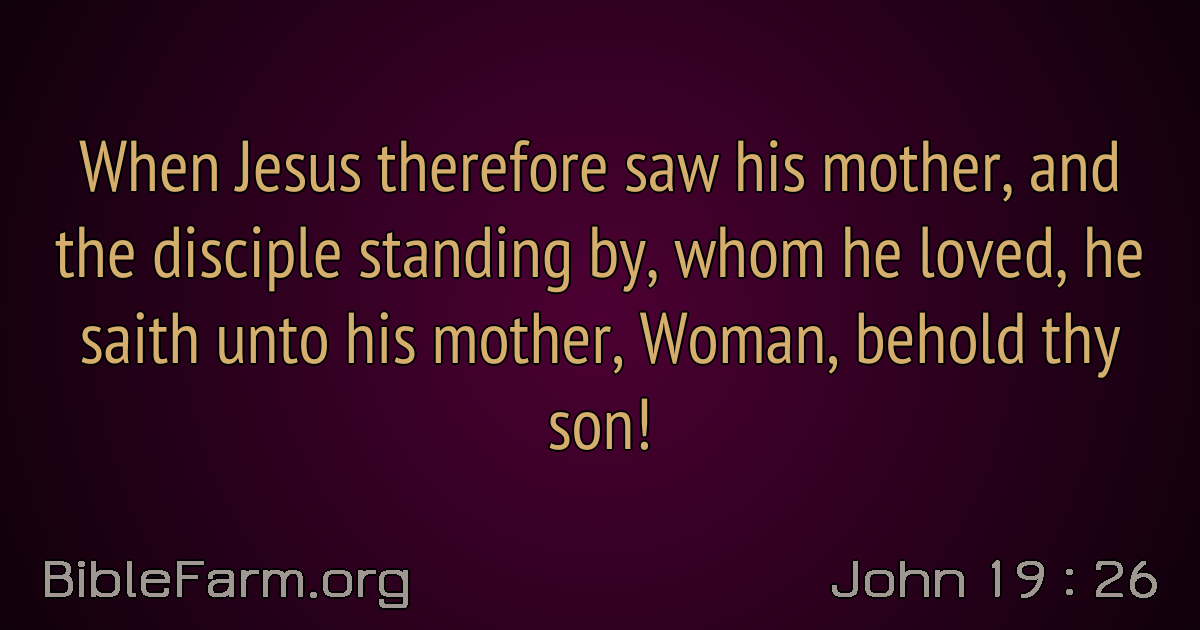 When Jesus therefore saw his mother, and
the disciple standing by, whom he loved, he
saith unto his mother, Woman, behold thy
son!
BibleFarm.org
John 19 : 26